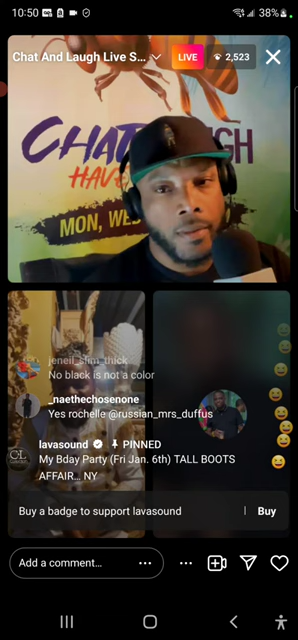 10:50
38%
Chat And Laugh Live S...
LIVE
2,523
CHAT
GH
HAV
MON, WED
jeneil_slim_thick
No black is not a color
_naethechosenone
Yes rochelle @russian_mrs_duffus
lavasound PINNED
My Bday Party (Fri Jan. 6th) TALL BOOTS
AFFAIR... NY
Buy a badge to support lavasound | Buy
Add a comment...